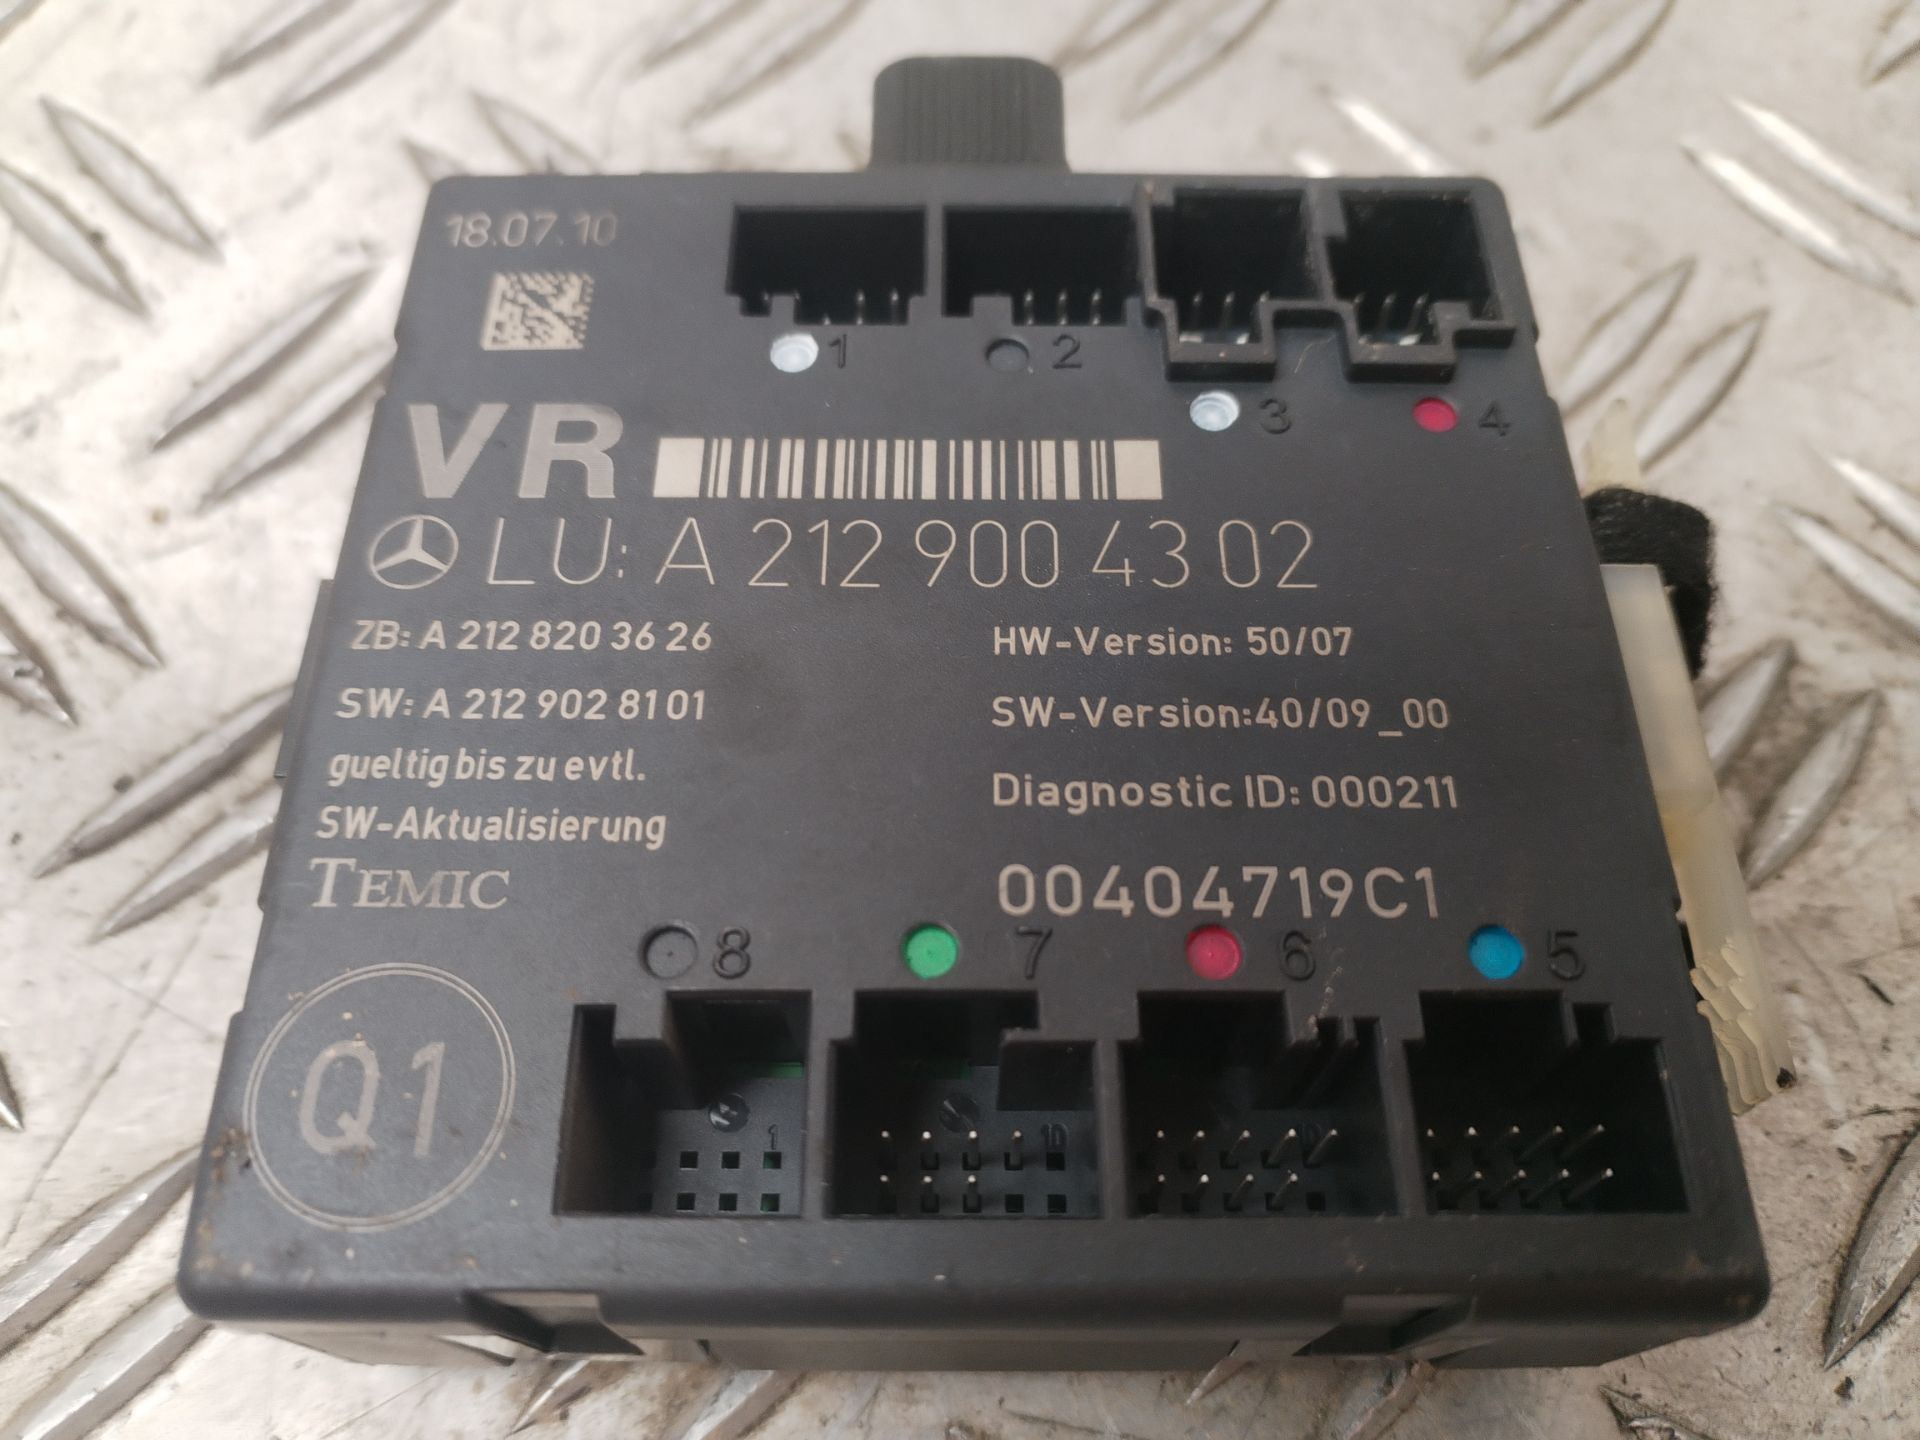 18.07.10
1
2
3
4
VR
LU: A 212 900 43 02
ZB: A 212 820 36 26
HW-Version: 50/07
SW: A 212 902 81 01
SW-Version:40/09_00
gueltig bis zu evtl.
Diagnostic ID: 000211
SW-Aktualisierung
TEMIC
00404719C1
8
7
6
5
Q1
1
10